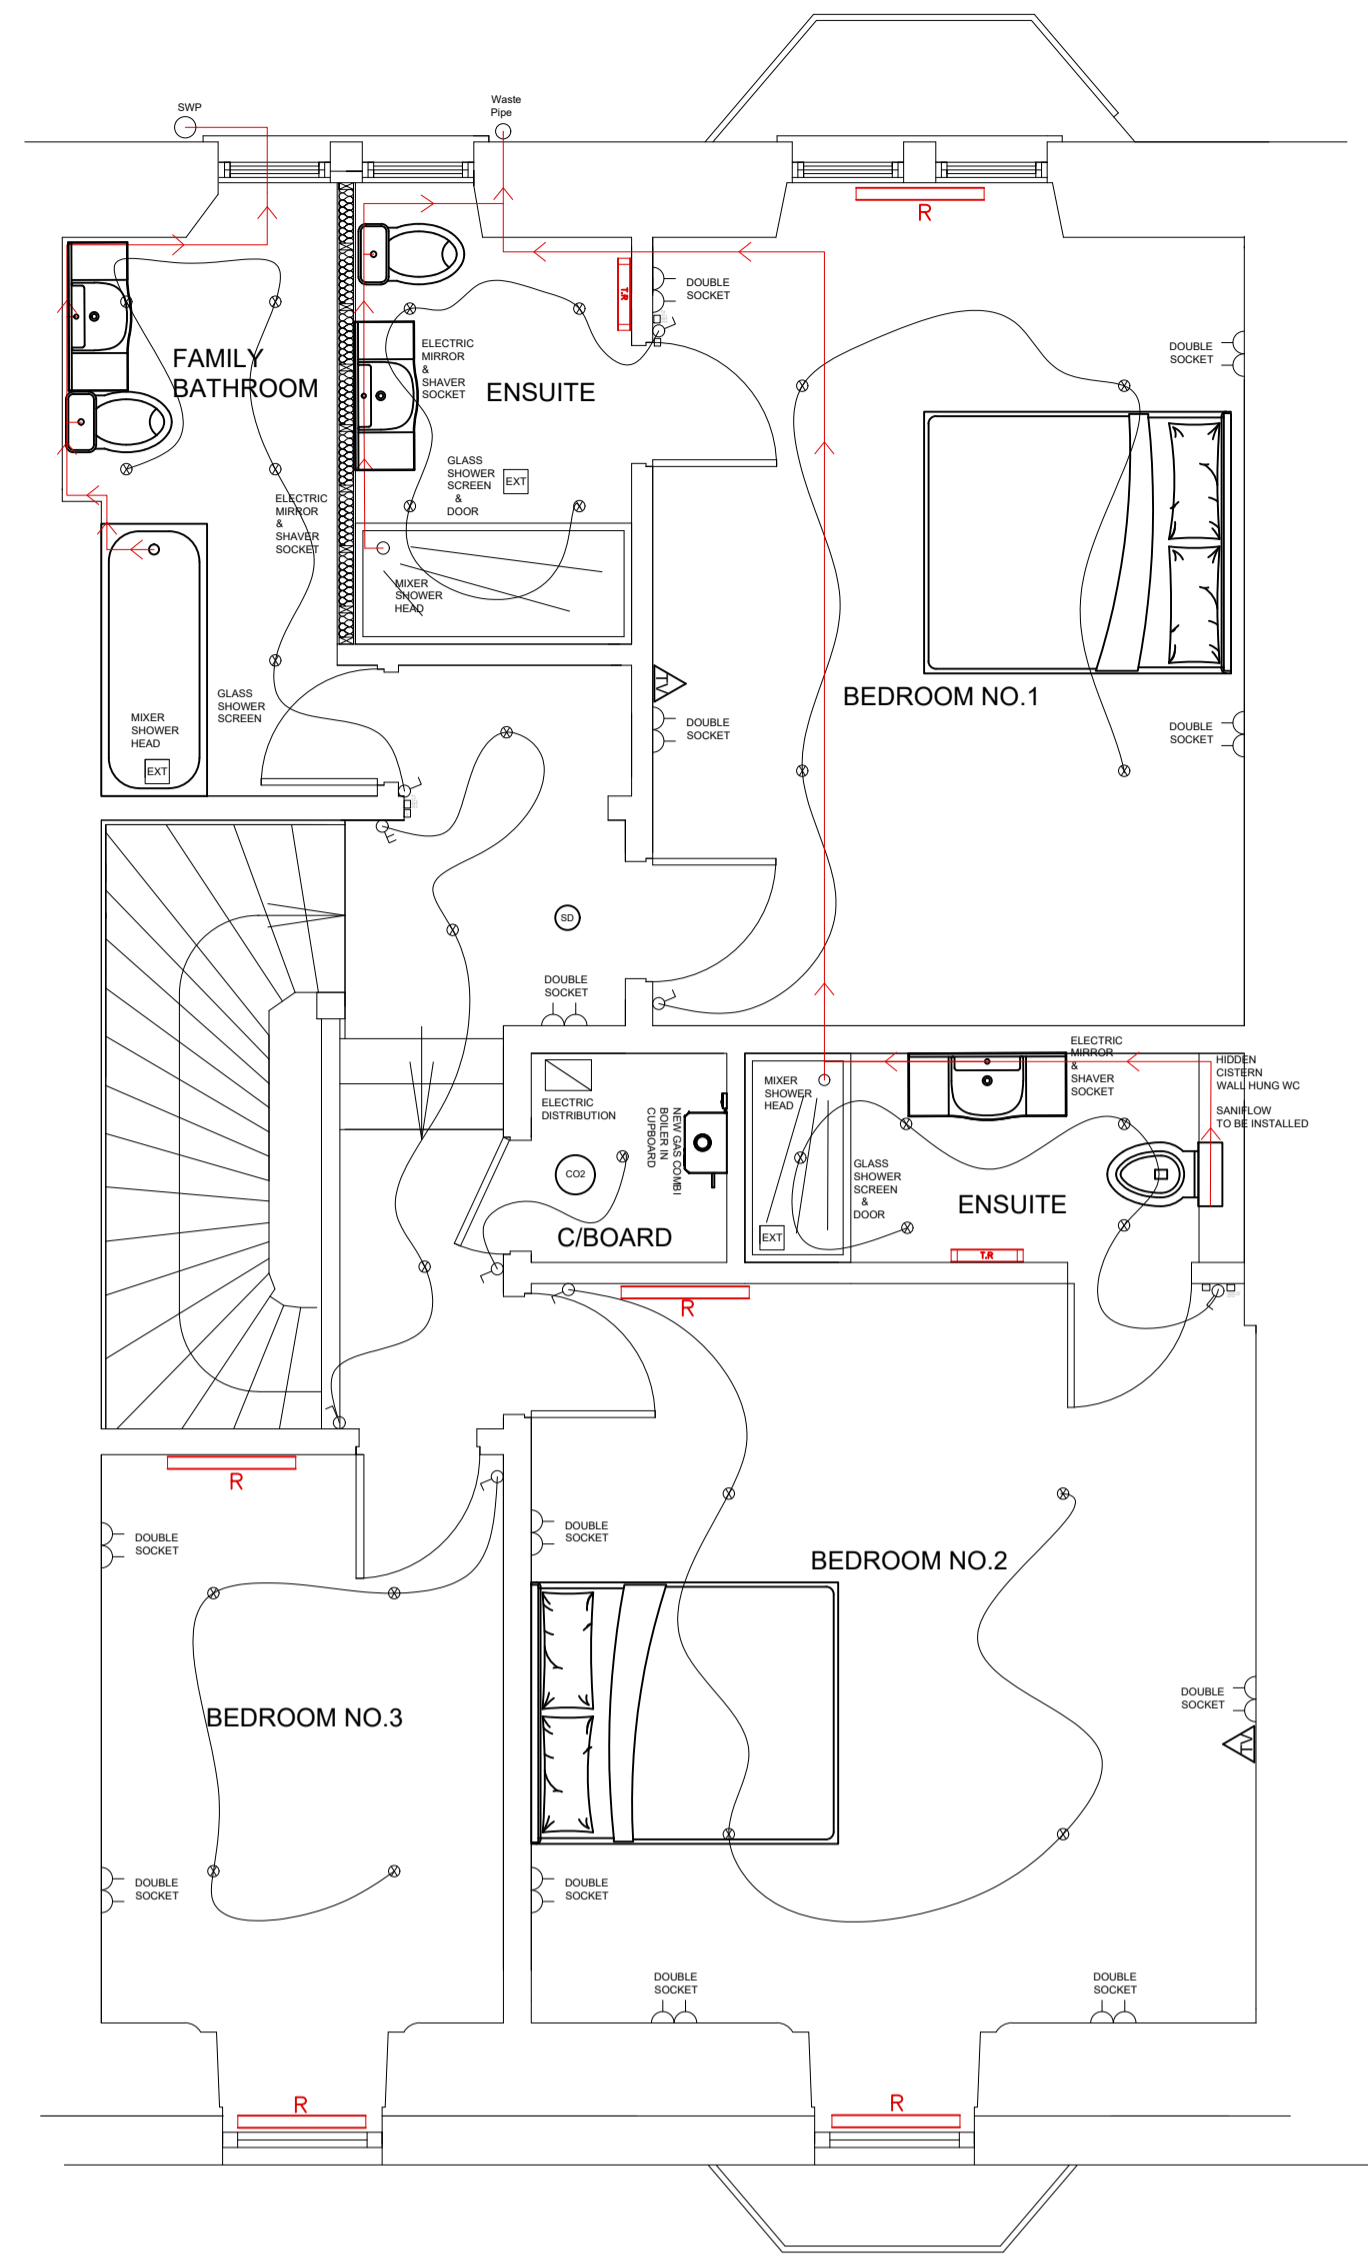 SWP
Waste
Pipe
R
FAMILY
BATHROOM
ELECTRIC
MIRROR
&
SHAVER
SOCKET
ENSUITE
T.R
DOUBLE
SOCKET
DOUBLE
SOCKET
GLASS
SHOWER
SCREEN
&
DOOR
EXT
ELECTRIC
MIRROR
&
SHAVER
SOCKET
MIXER
SHOWER
HEAD
GLASS
SHOWER
SCREEN
MIXER
SHOWER
HEAD
EXT
TV
BEDROOM NO.1
DOUBLE
SOCKET
DOUBLE
SOCKET
SD
DOUBLE
SOCKET
ELECTRIC
DISTRIBUTION
NEW GAS COMBI
BOILER IN
CUPBOARD
CO2
C/BOARD
MIXER
SHOWER
HEAD
ELECTRIC
MIRROR
&
SHAVER
SOCKET
HIDDEN
CISTERN
WALL HUNG WC
SANIFLOW
TO BE INSTALLED
GLASS
SHOWER
SCREEN
&
DOOR
ENSUITE
EXT
T.R
R
R
DOUBLE
SOCKET
DOUBLE
SOCKET
BEDROOM NO.2
BEDROOM NO.3
DOUBLE
SOCKET
TV
DOUBLE
SOCKET
DOUBLE
SOCKET
DOUBLE
SOCKET
DOUBLE
SOCKET
R
R